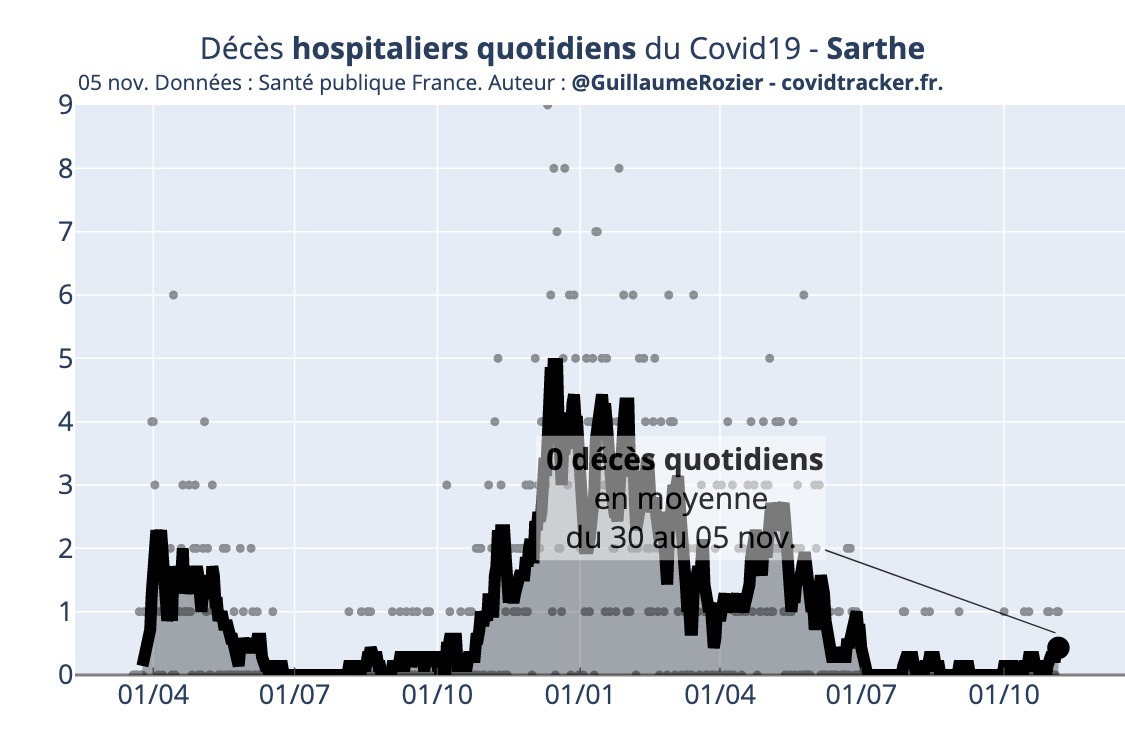 Décès hospitaliers quotidiens du Covid19 - Sarthe
05 nov. Données : Santé publique France. Auteur : @GuillaumeRozier - covidtracker.fr.
9
8
7
6
5
4
3
2
1
0
0 décès quotidiens
en moyenne
du 30 au 05 nov.
01/04 01/07 01/10 01/01 01/04 01/07 01/10